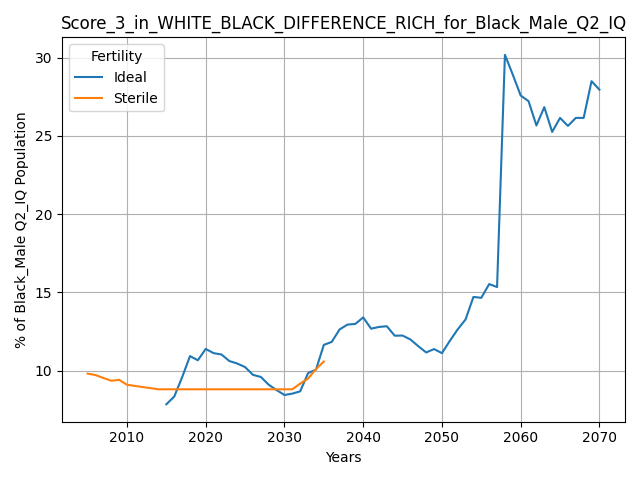 Score_3_in_WHITE_BLACK_DIFFERENCE_RICH_for_Black_Male_Q2_IQ
Fertility
Ideal
Sterile
% of Black_Male Q2_IQ Population
30
25
20
15
10
2010 2020 2030 2040 2050 2060 2070
Years